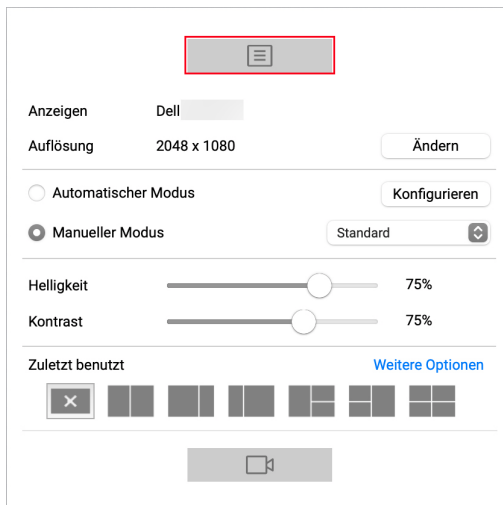 Anzeigen Dell
Auflösung 2048 x 1080 Ändern
Automatischer Modus Konfigurieren
Manueller Modus Standard
Helligkeit 75%
Kontrast 75%
Zuletzt benutzt Weitere Optionen